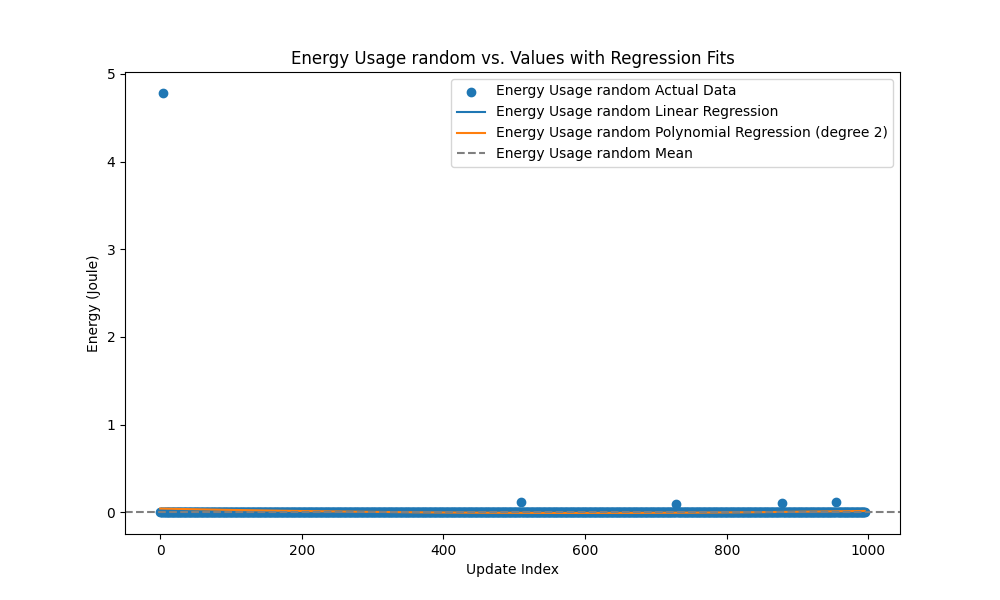 Energy Usage random vs. Values with Regression Fits
Energy Usage random Actual Data
Energy Usage random Linear Regression
Energy Usage random Polynomial Regression (degree 2)
Energy Usage random Mean
Energy (Joule)
5
4
3
2
1
0
0 200 400 600 800 1000
Update Index